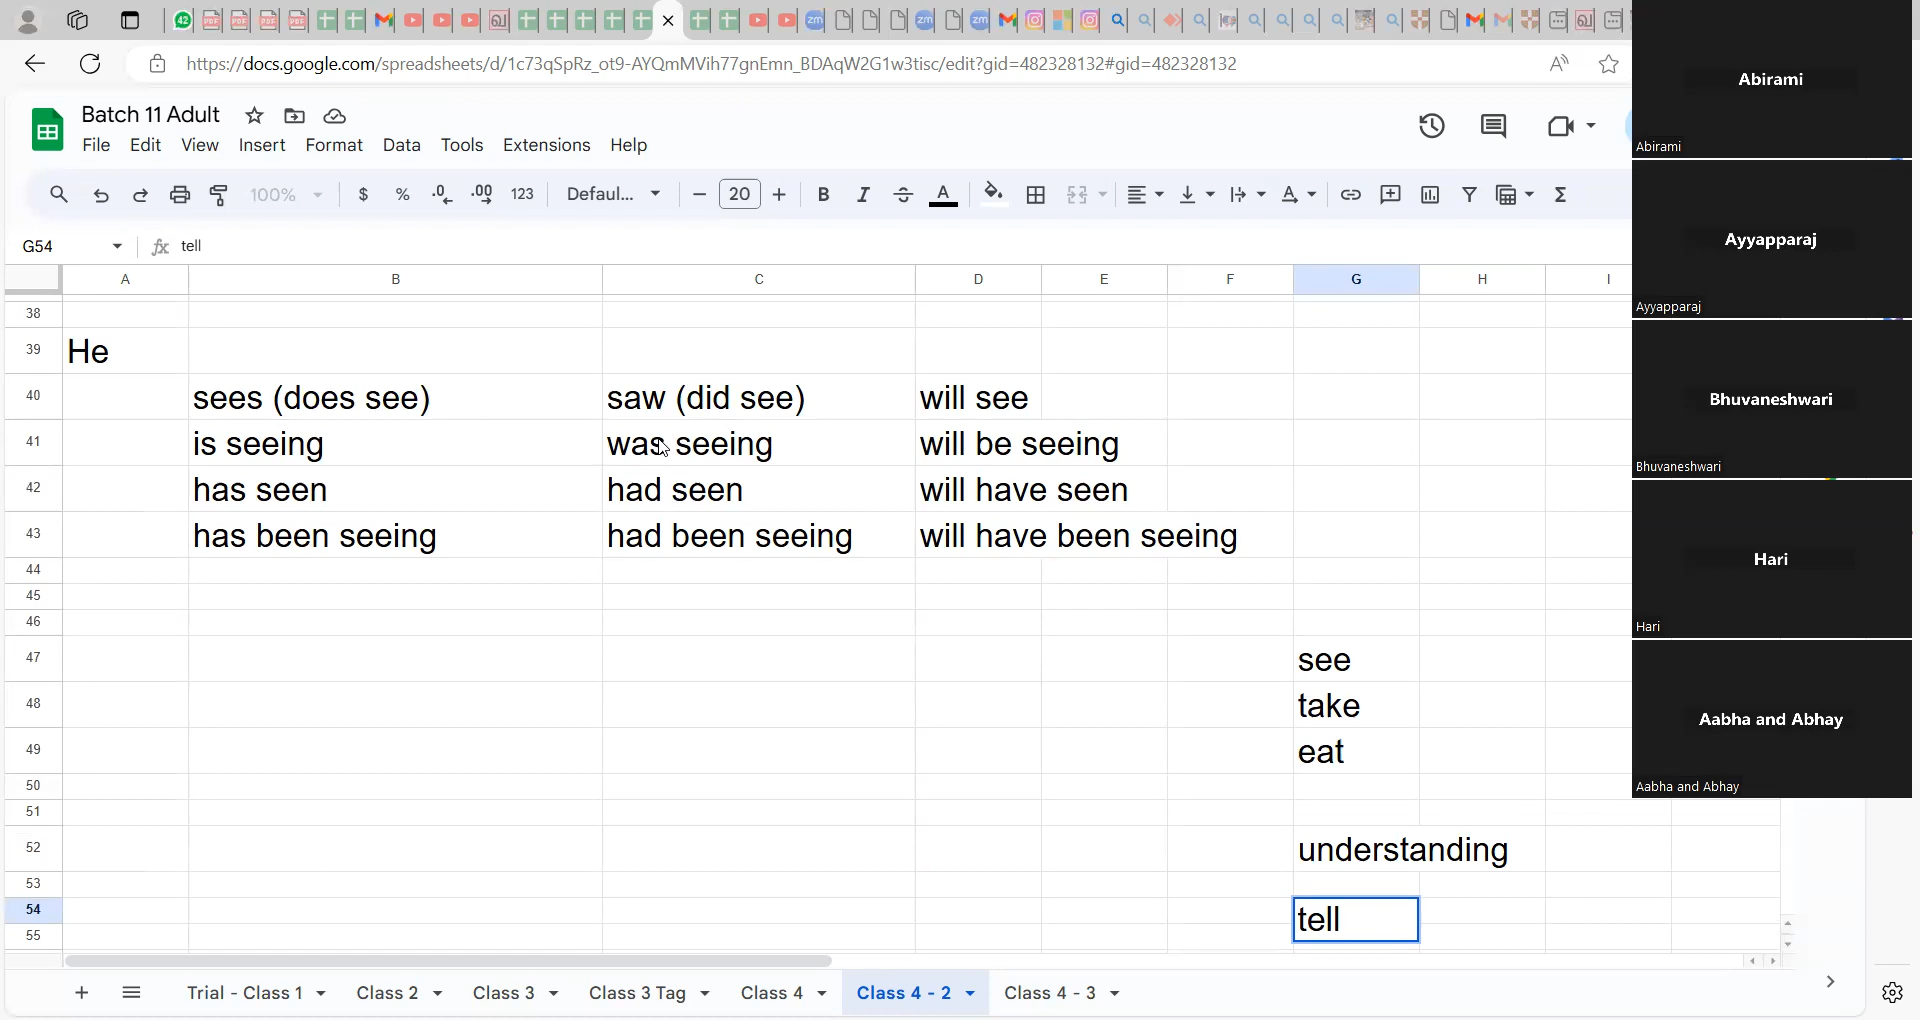 https://docs.google.com/spreadsheets/d/1c73qSpRz_ot9-AYQmMVih77gnEmn_BDAqW2G1w3tisc/edit?gid=482328132#gid=482328132
Batch 11 Adult
File Edit View Insert Format Data Tools Extensions Help
100% $ % .0 .00 123 Defaul... 20 B I A Σ
G54 fx tell
A B C D E F G H I
38
39 He
40 sees (does see) saw (did see) will see
41 is seeing was seeing will be seeing
42 has seen had seen will have seen
43 has been seeing had been seeing will have been seeing
44
45
46
47 see
48 take
49 eat
50
51
52 understanding
53
54 tell
55
Trial - Class 1 Class 2 Class 3 Class 3 Tag Class 4 Class 4 - 2 Class 4 - 3
Abirami
Abirami
Ayyapparaj
Ayyapparaj
Bhuvaneshwari
Bhuvaneshwari
Hari
Hari
Aabha and Abhay
Aabha and Abhay